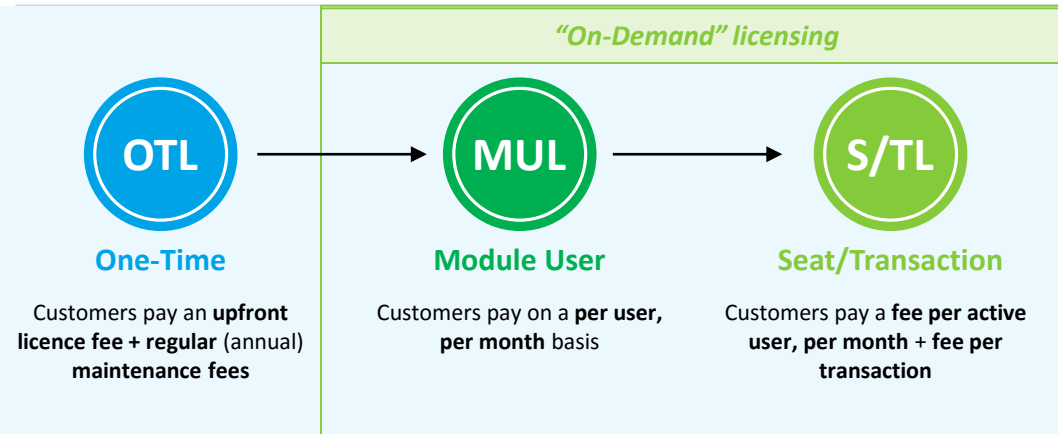 “On-Demand” licensing
OTL
MUL
S/TL
One-Time
Module User
Seat/Transaction
Customers pay an upfront
licence fee + regular (annual)
maintenance fees
Customers pay on a per user,
per month basis
Customers pay a fee per active
user, per month + fee per
transaction